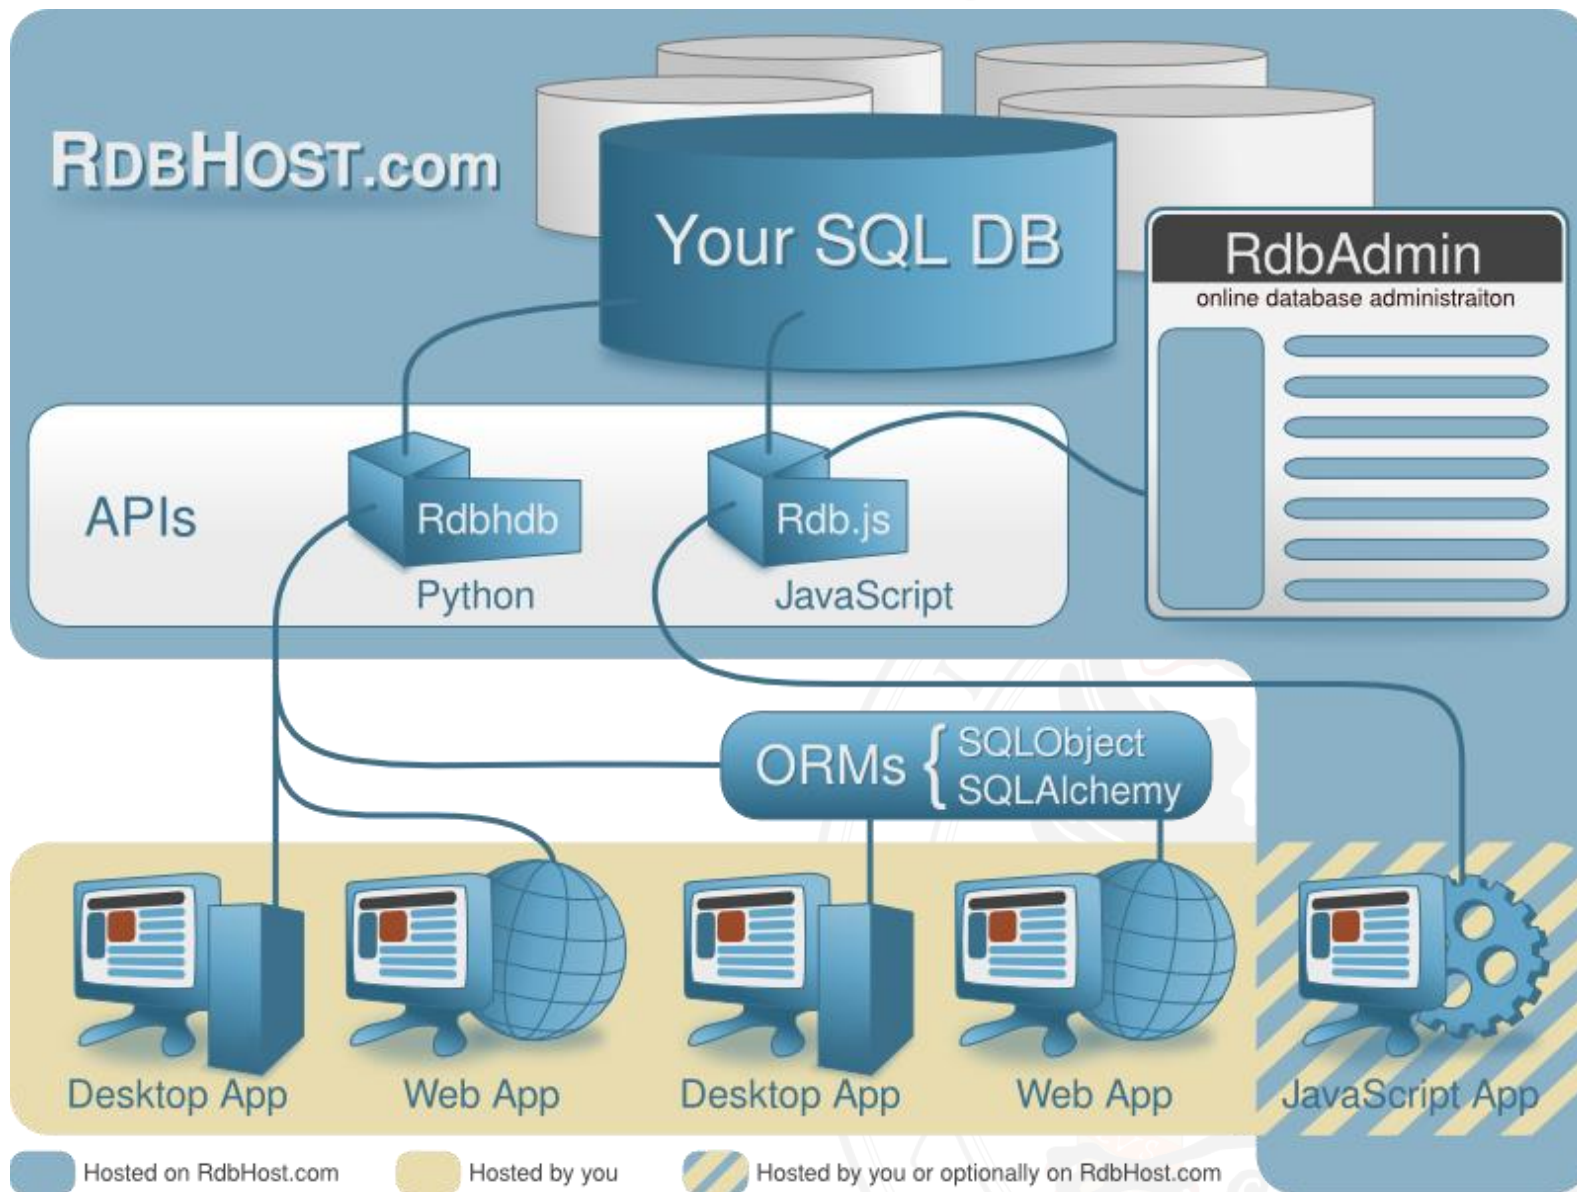 RDBHOST.com
Your SQL DB
RdbAdmin
online database administraiton
APIs
Rdbhdb
Rdb.js
Python
JavaScript
ORMs { SQLObject
SQLAlchemy
Desktop App
Web App
Desktop App
Web App
JavaScript App
Hosted on RdbHost.com
Hosted by you
Hosted by you or optionally on RdbHost.com